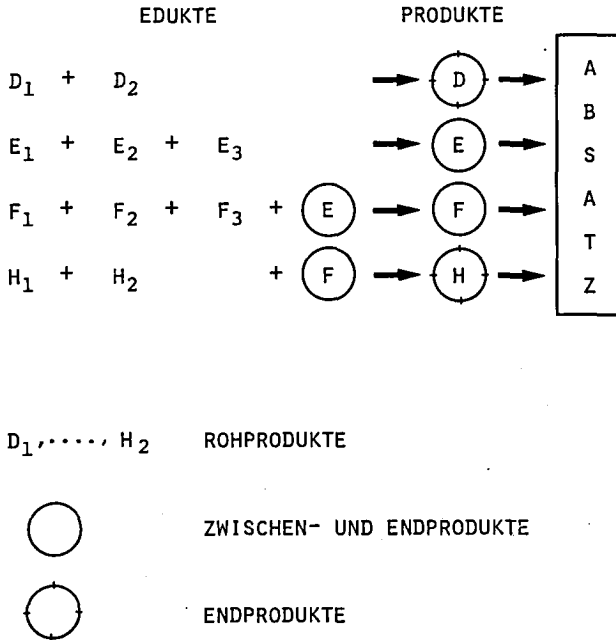 EDUKTE PRODUKTE
D1 + D2 D
E1 + E2 + E3 E
F1 + F2 + F3 + E F
H1 + H2 + F H
ABSATZ
D1,....., H2 ROHPRODUKTE
ZWISCHEN- UND ENDPRODUKTE
ENDPRODUKTE